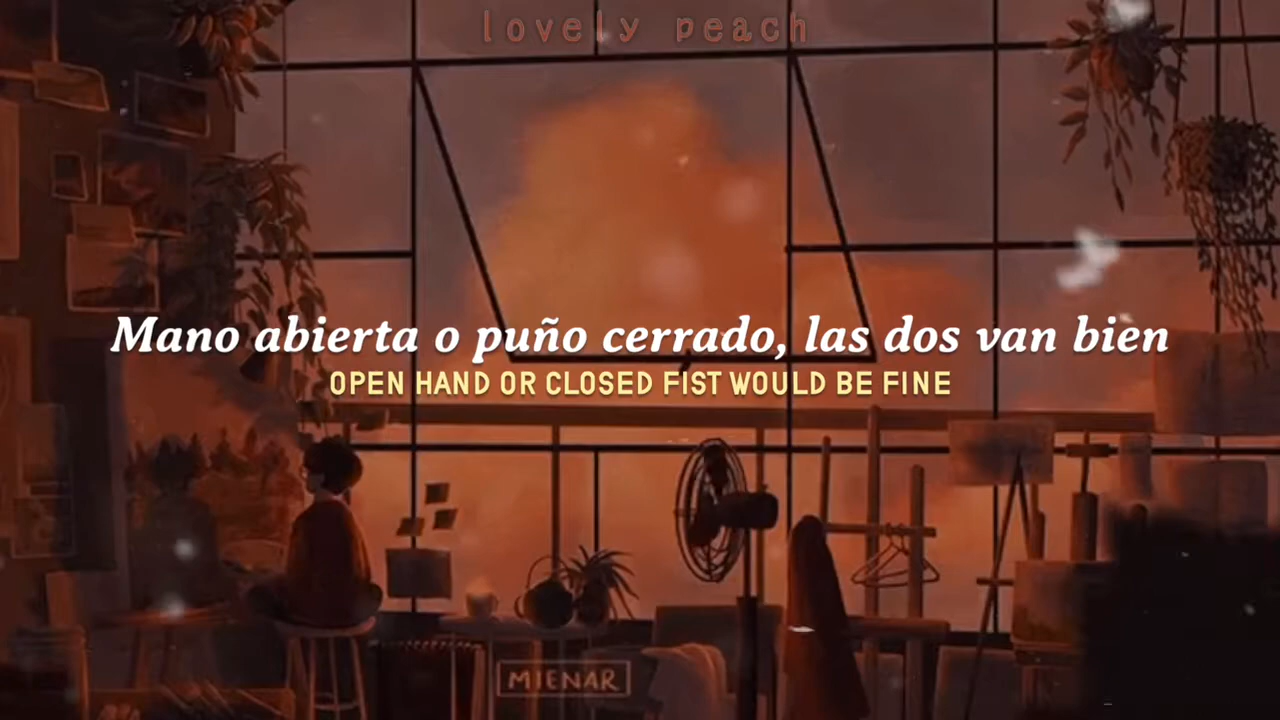 lovely peach
Mano abierta o puño cerrado, las dos van bien
OPEN HAND OR CLOSED FIST WOULD BE FINE
MIENAR